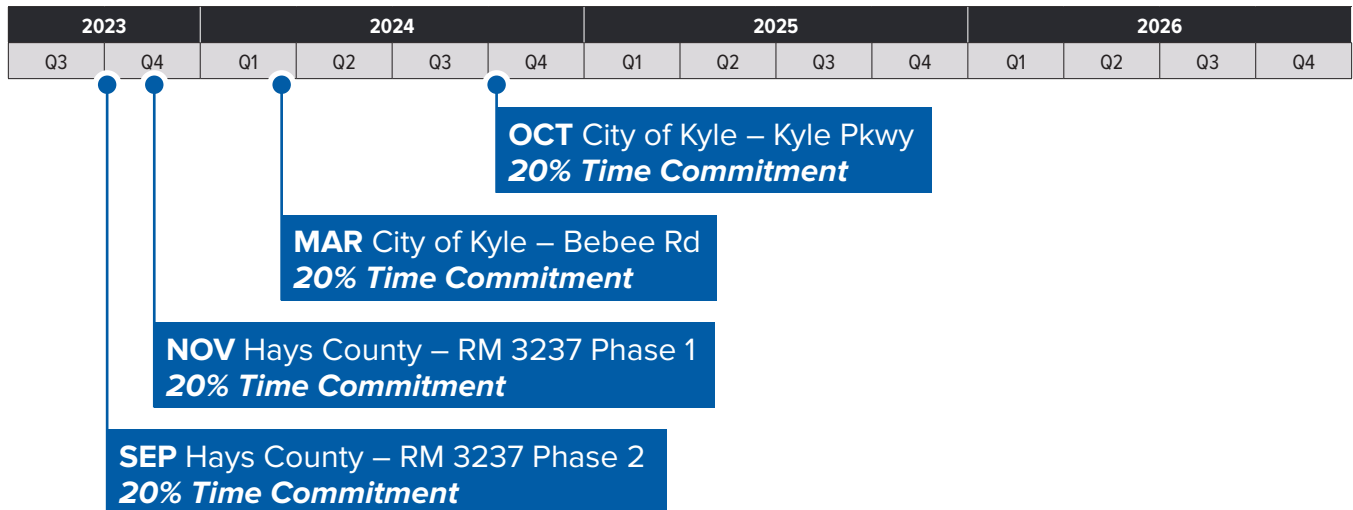 2023 2024 2025 2026
Q3 Q4 Q1 Q2 Q3 Q4 Q1 Q2 Q3 Q4 Q1 Q2 Q3 Q4
OCT City of Kyle – Kyle Pkwy
20% Time Commitment
MAR City of Kyle – Bebee Rd
20% Time Commitment
NOV Hays County – RM 3237 Phase 1
20% Time Commitment
SEP Hays County – RM 3237 Phase 2
20% Time Commitment